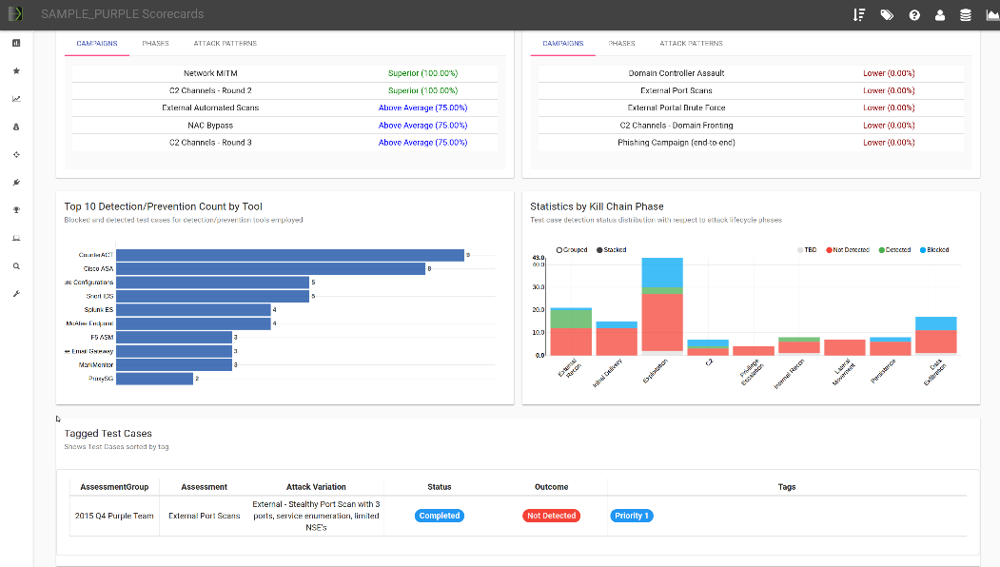 SAMPLE_PURPLE Scorecards
CAMPAIGNS PHASES ATTACK PATTERNS
Network MITM Superior (100.00%)
C2 Channels - Round 2 Superior (100.00%)
External Automated Scans Above Average (75.00%)
NAC Bypass Above Average (75.00%)
C2 Channels - Round 3 Above Average (75.00%)
CAMPAIGNS PHASES ATTACK PATTERNS
Domain Controller Assault Lower (0.00%)
External Port Scans Lower (0.00%)
External Portal Brute Force Lower (0.00%)
C2 Channels - Domain Fronting Lower (0.00%)
Phishing Campaign (end-to-end) Lower (0.00%)
Top 10 Detection/Prevention Count by Tool
Blocked and detected test cases for detection/prevention tools employed
CounterACT 9
Cisco ASA 8
ure Configurations 5
Snort IDS 5
Splunk ES 4
McAfee Endpoint 4
F5 ASM 3
ee Email Gateway 3
MarkMonitor 3
ProxySG 2
Statistics by Kill Chain Phase
Test case detection status distribution with respect to attack lifecycle phases
Grouped Stacked TBD Not Detected Detected Blocked
43.0
40.0
30.0
20.0
10.0
0.0
External
Recon
Initial Delivery
Exploitation
C2
Privilege
Escalation
Internal Recon
Lateral
Movement
Persistence
Data
Exfiltration
Tagged Test Cases
Shows Test Cases sorted by tag
AssessmentGroup Assessment Attack Variation Status Outcome Tags
2015 Q4 Purple Team External Port Scans External - Stealthy Port Scan with 3
ports, service enumeration, limited
NSE's
Completed Not Detected Priority 1